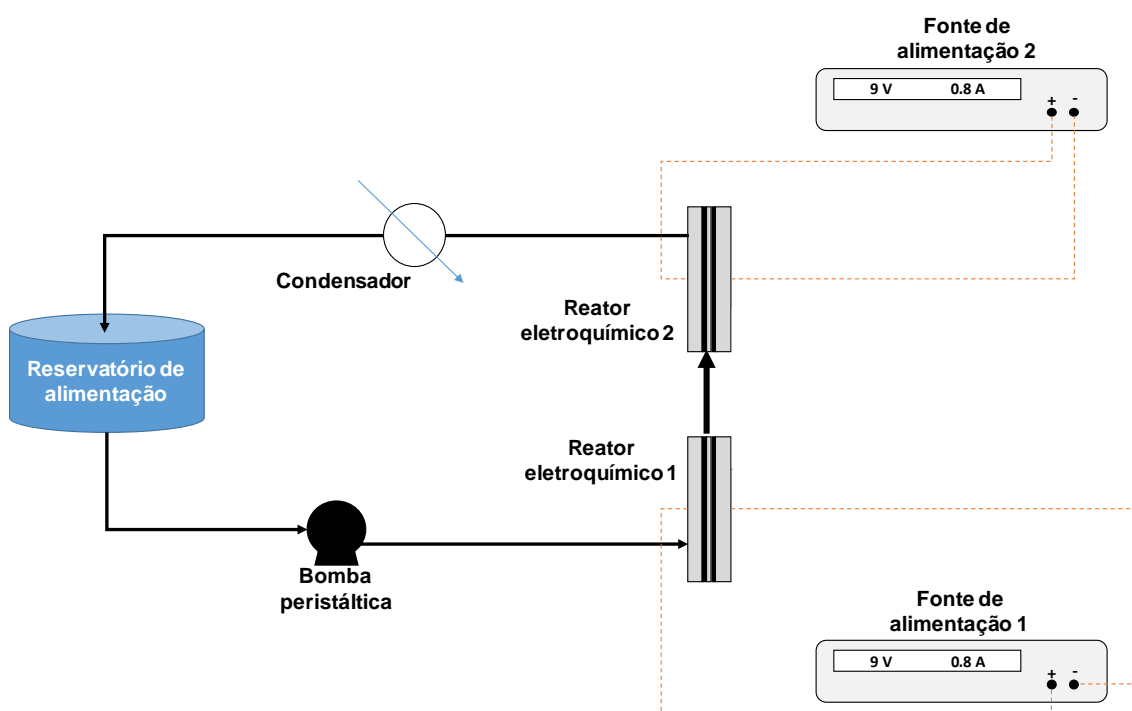 Fonte de
alimentação 2
9 V 0.8 A
+ -
Condensador
Reator
eletroquímico 2
Reservatório de
alimentação
Reator
eletroquímico 1
Bomba
peristáltica
Fonte de
alimentação 1
9 V 0.8 A
+ -